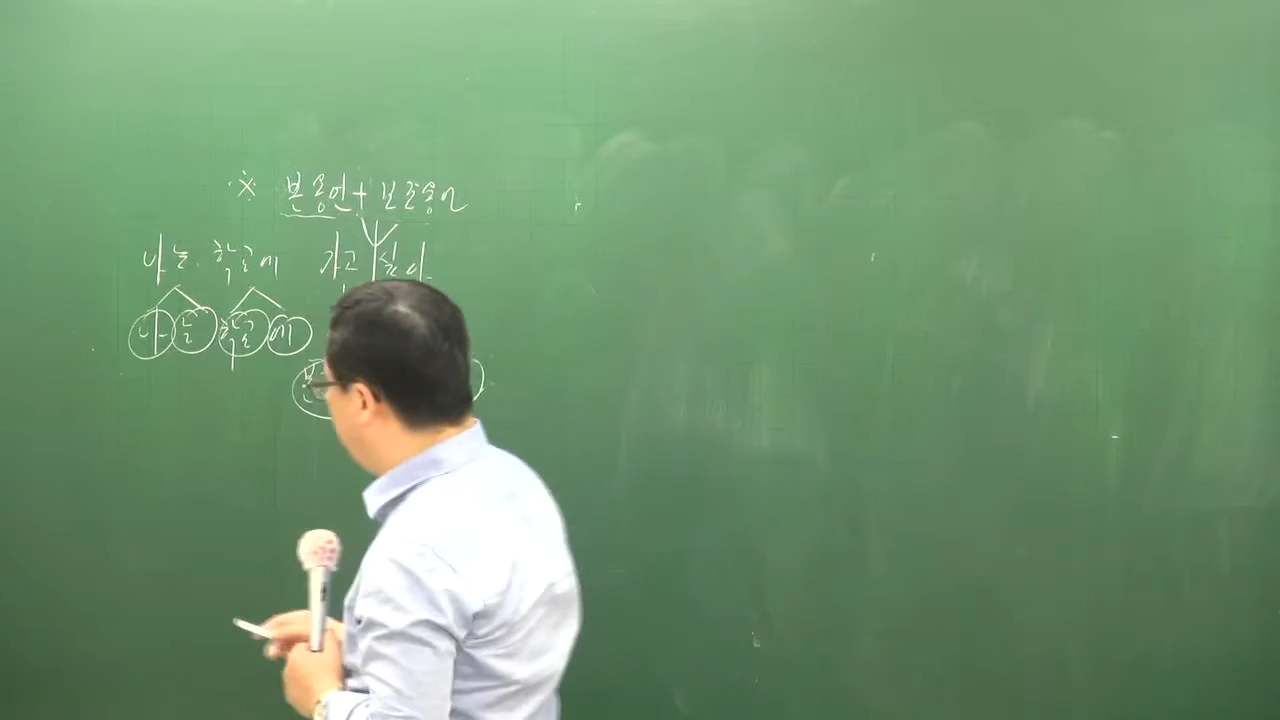 ※ 본용언 + 보조용언
나는 학교에 가고 싶다.
나 는 학교 에
본